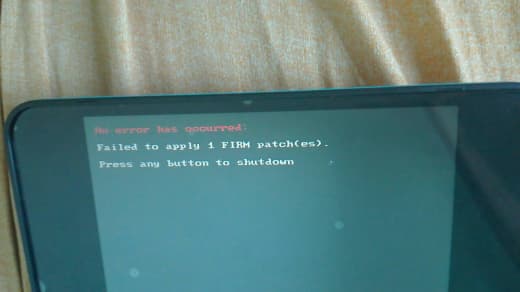 An error has occurred:
Failed to apply 1 FIRM patch(es).
Press any button to shutdown